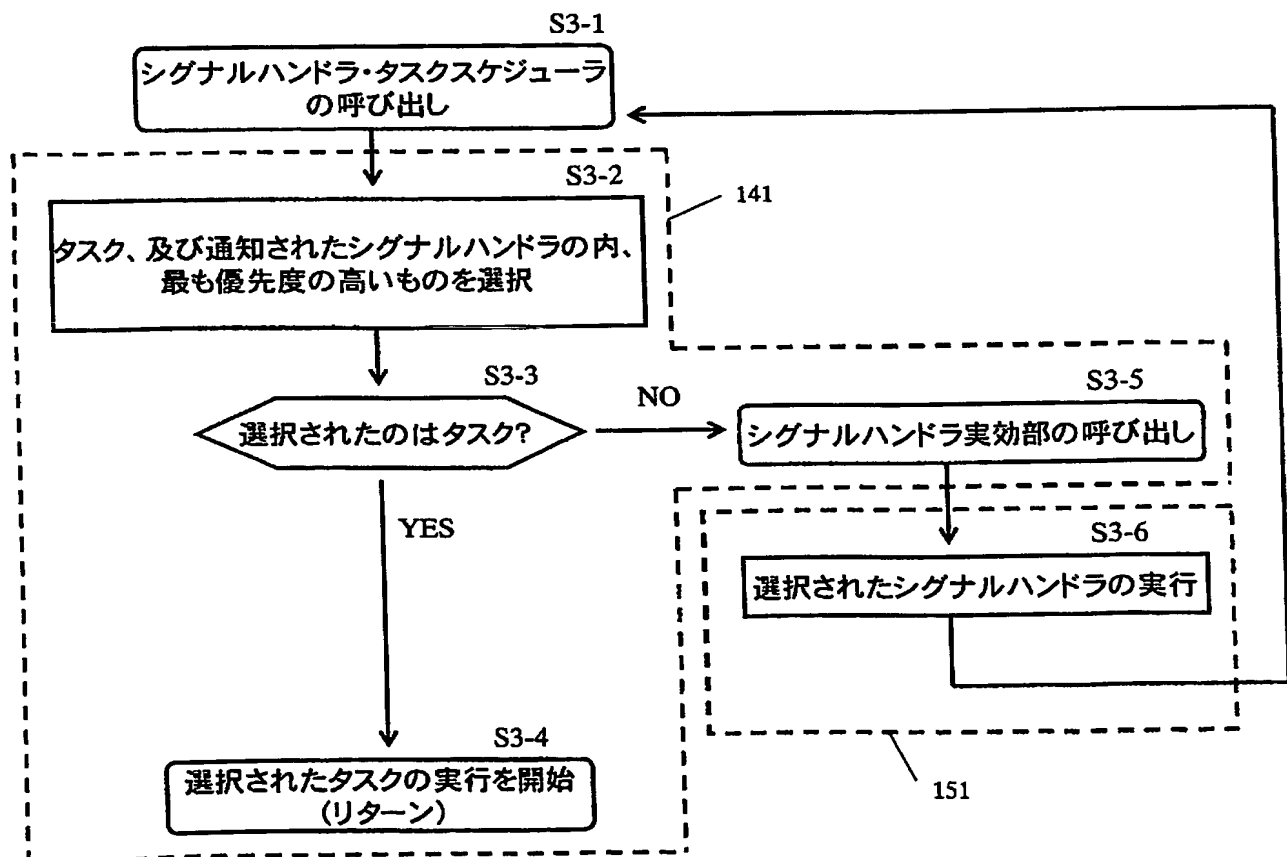 S3-1
シグナルハンドラ・タスクスケジューラ
の呼び出し
S3-2
141
タスク、及び通知されたシグナルハンドラの内、
最も優先度の高いものを選択
S3-3
選択されたのはタスク?
NO
S3-5
シグナルハンドラ実効部の呼び出し
YES
S3-6
選択されたシグナルハンドラの実行
S3-4
選択されたタスクの実行を開始
(リターン)
151